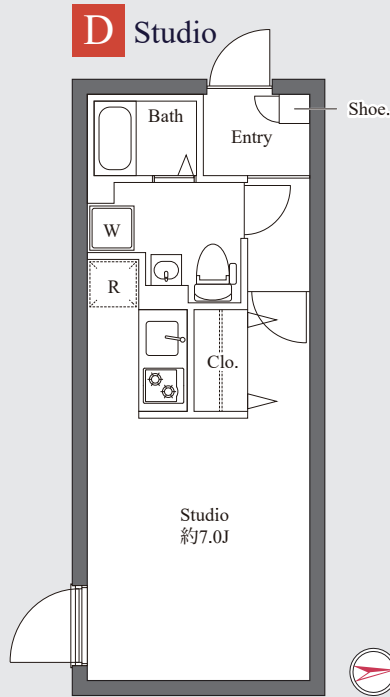 D Studio
Bath
Shoe.
Entry
W
R
Clo.
Studio
約7.0J